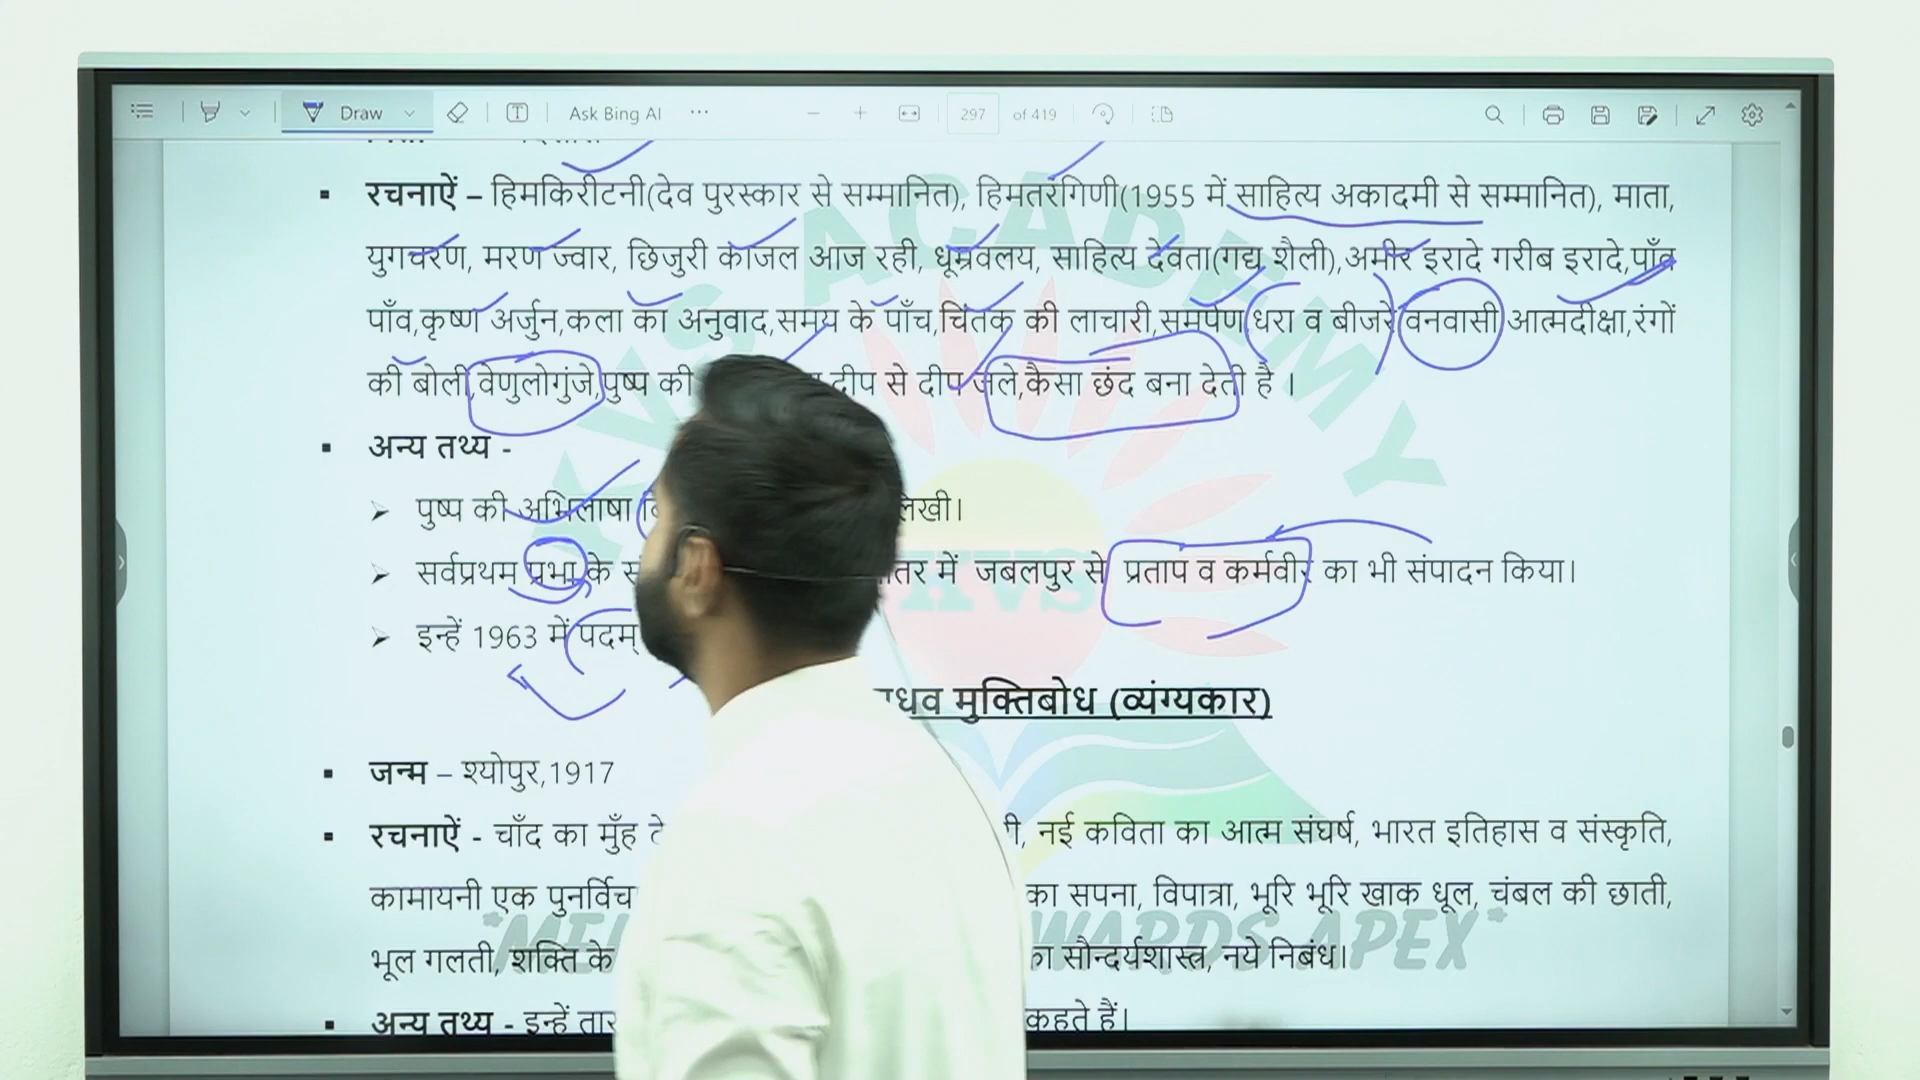 Draw Ask Bing AI 297 of 419
रचनाऐं – हिमकिरीटनी(देव पुरस्कार से सम्मानित), हिमतरंगिणी(1955 में साहित्य अकादमी से सम्मानित), माता,
युगचरण, मरण ज्वार, छिजुरी काजल आज रही, धूम्रवलय, साहित्य देवता(गद्य शैली),अमीर इरादे गरीब इरादे,पाँव
पाँव,कृष्ण अर्जुन,कला का अनुवाद,समय के पाँच,चिंतक की लाचारी,समर्पण,धरा व बीजरे,वनवासी,आत्मदीक्षा,रंगों
की बोली,वेणुलोगुंजे,पुष्प की दीप से दीप जले,कैसा छंद बना देती है ।
अन्य तथ्य -
पुष्प की अभिलाषा लिखी।
सर्वप्रथम प्रभा के में जबलपुर से प्रताप व कर्मवीर का भी संपादन किया।
इन्हें 1963 में पदम्
मुक्तिबोध (व्यंग्यकार)
जन्म – श्योपुर,1917
रचनाऐं - चाँद का मुँह नई कविता का आत्म संघर्ष, भारत इतिहास व संस्कृति,
कामायनी एक का सपना, विपात्रा, भूरि भूरि खाक धूल, चंबल की छाती,
भूल गलती, शक्ति के सौन्दर्यशास्त्र, नये निबंध।
अन्य तथ्य - इन्हें कहते हैं।
KVS ACADEMY
KVS